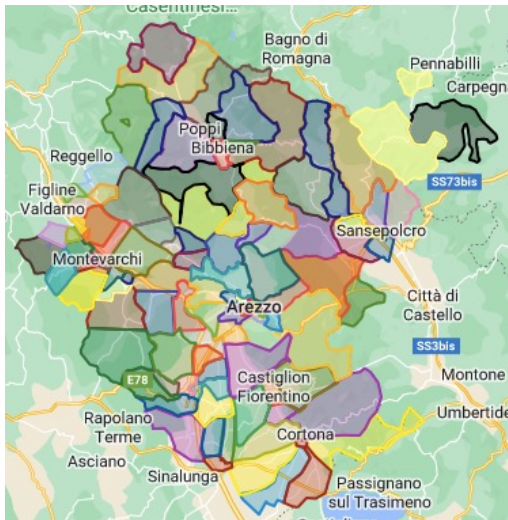 Casentinesi...
Bagno di
Romagna
Pennabilli
Carpegn
Poppi
Bibbiena
Reggello
SS73bis
Figline
Valdarno
Sansepolcro
Montevarchi
Arezzo
Città di
Castello
SS3bis
E78
Castiglion
Fiorentino
Montone
Rapolano
Terme
Umbertide
Cortona
Asciano
Sinalunga
Passignano
sul Trasimeno